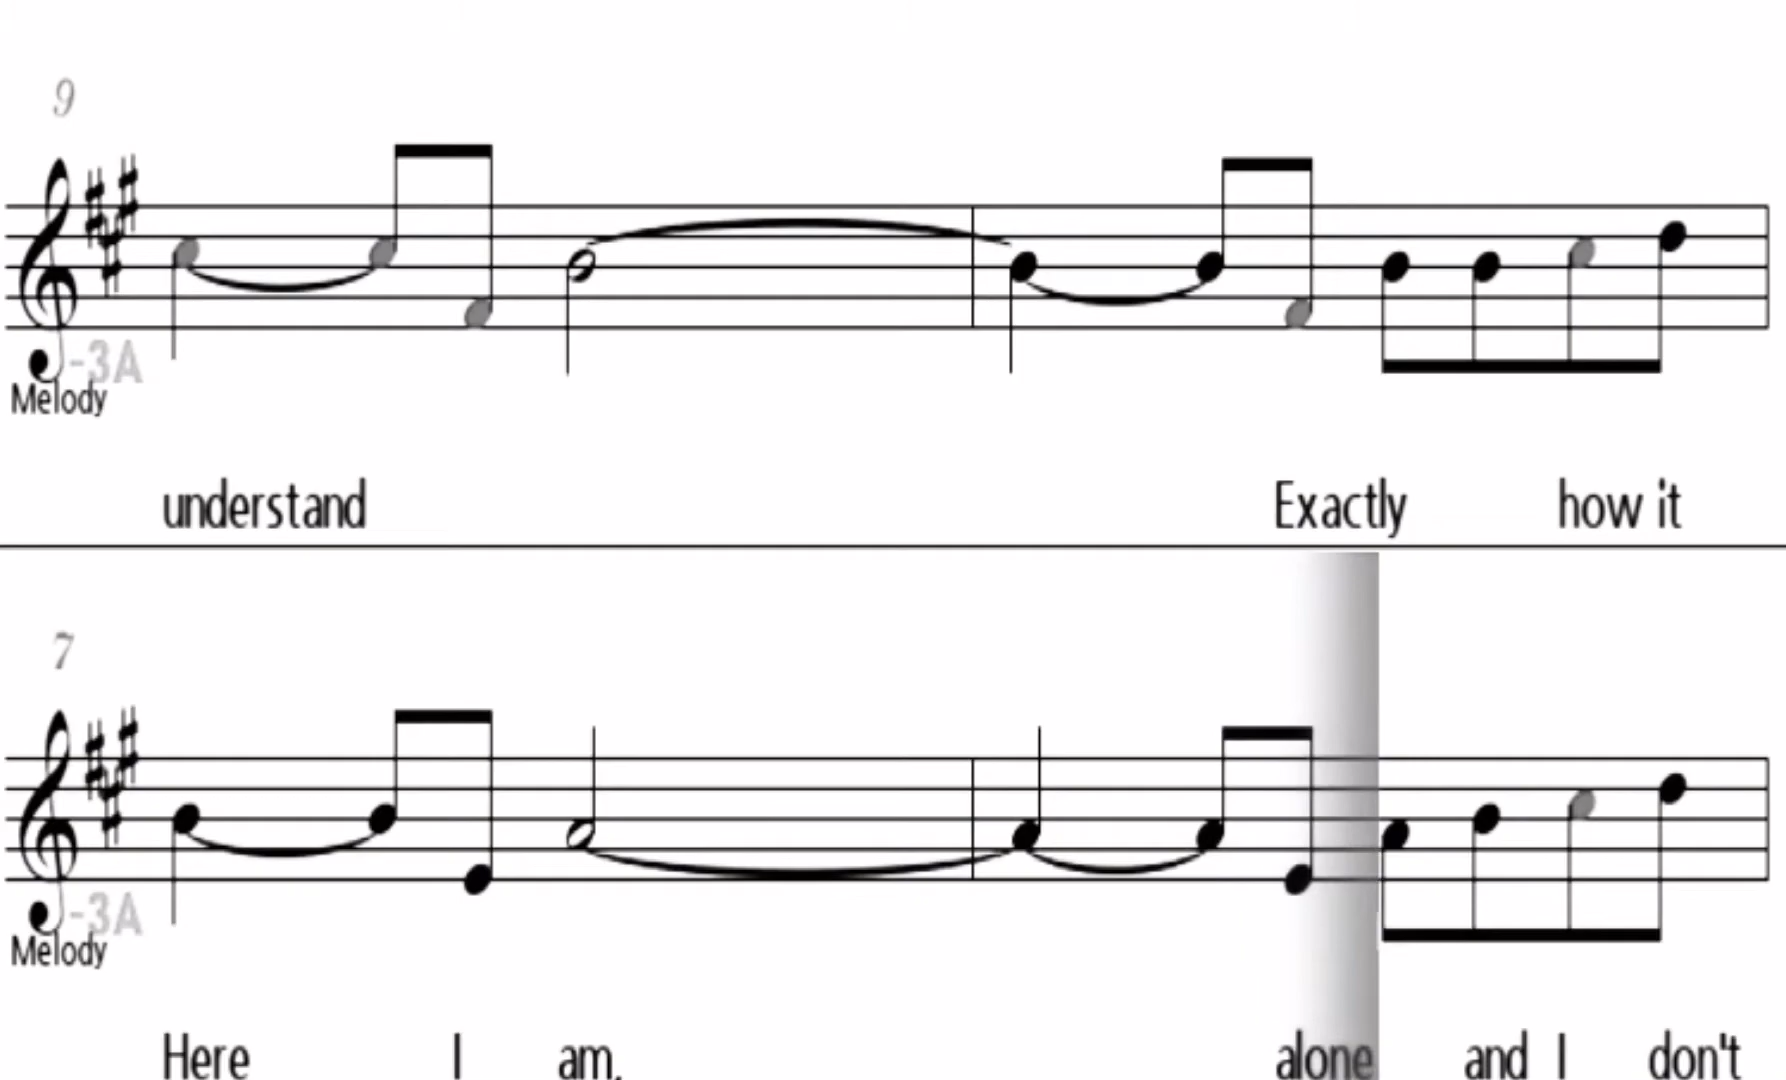 9
-3A
Melody
understand Exactly how it
7
-3A
Melody
Here I am, alone and I don't